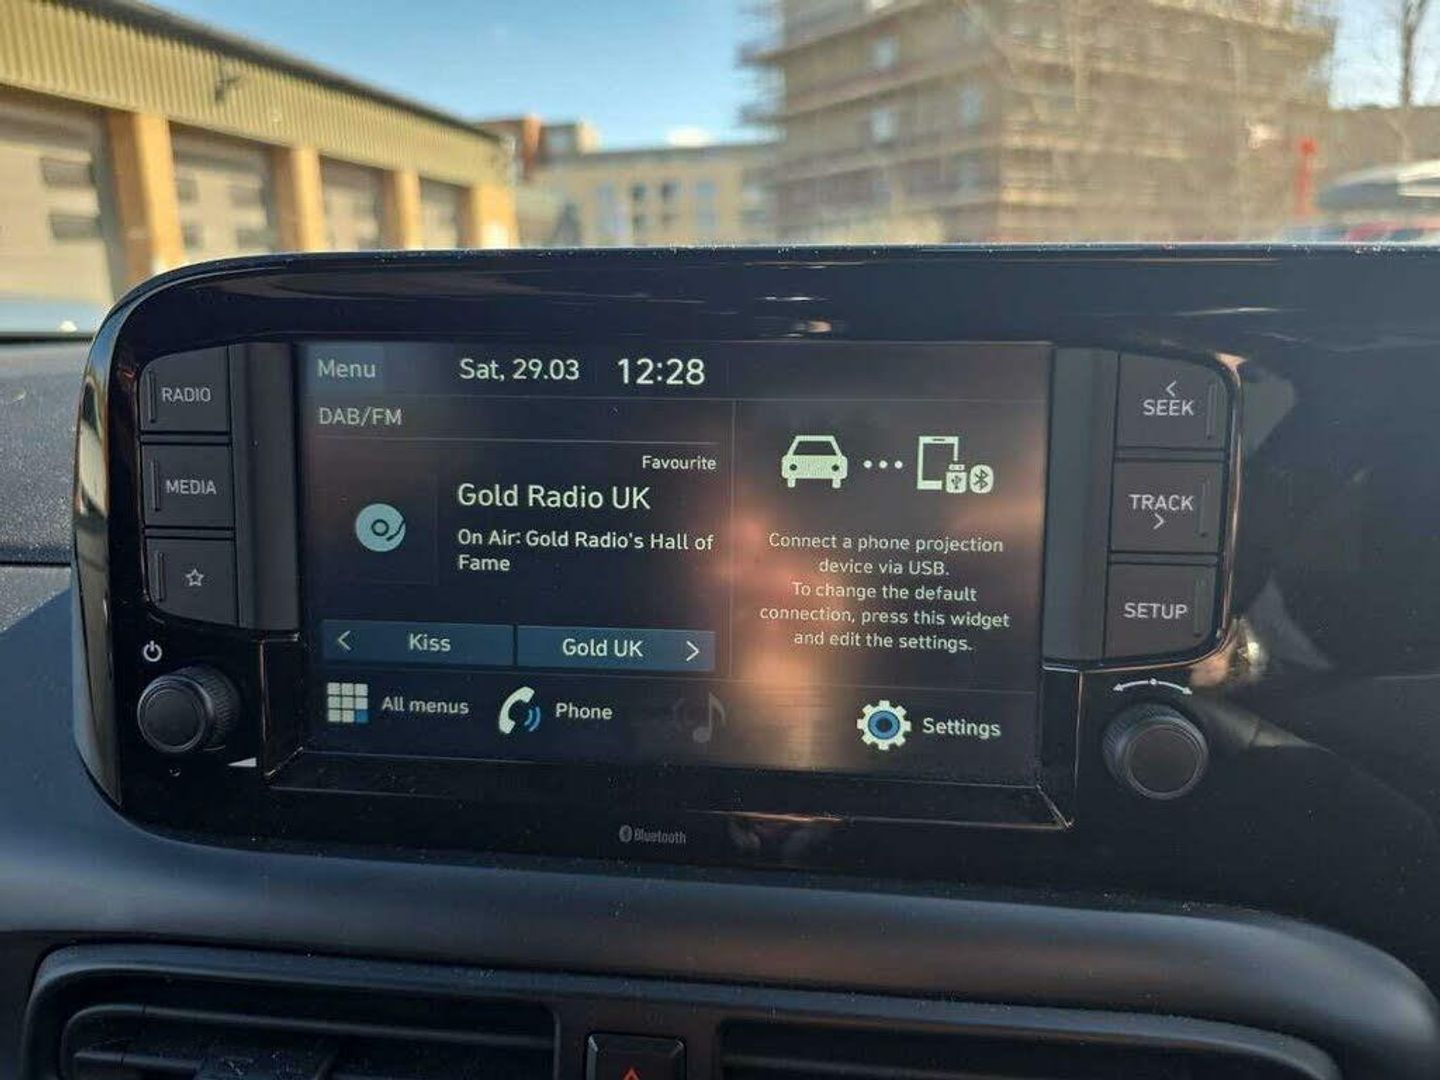 RADIO
MEDIA
Menu
Sat, 29.03
12:28
DAB/FM
Favourite
Gold Radio UK
On Air: Gold Radio's Hall of
Fame
< Kiss
Gold UK >
All menus
Phone
Connect a phone projection
device via USB.
To change the default
connection, press this widget
and edit the settings.
Settings
<
SEEK
TRACK
>
SETUP
Bluetooth